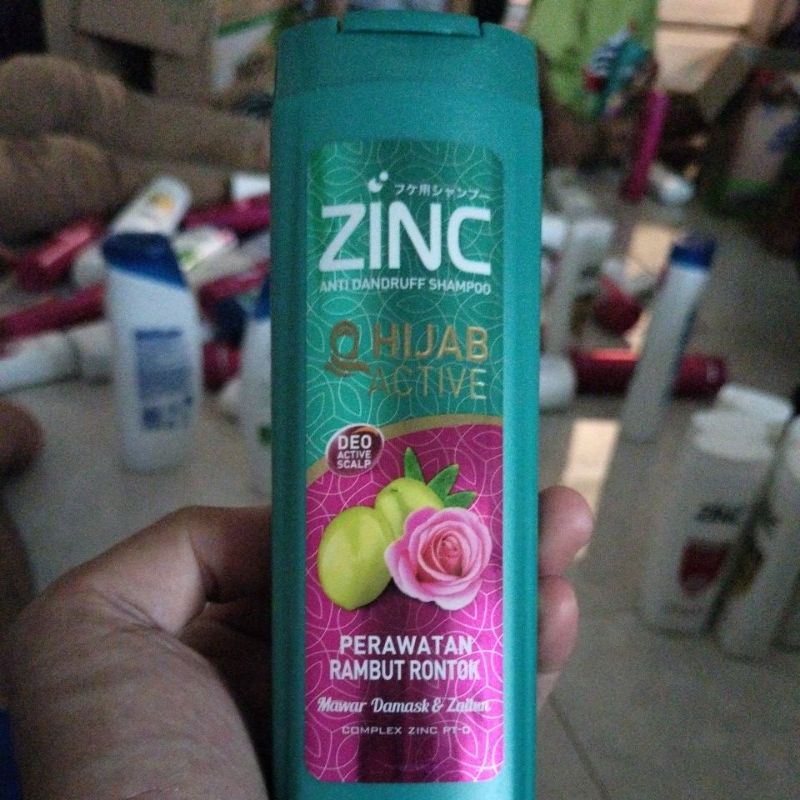 フケ用シャンプー
ZINC
ANTI DANDRUFF SHAMPOO
HIJAB
ACTIVE
DEO
ACTIVE
SCALP
PERAWATAN
RAMBUT RONTOK
Mawar Damask & Zaitun
COMPLEX ZINC PT-O